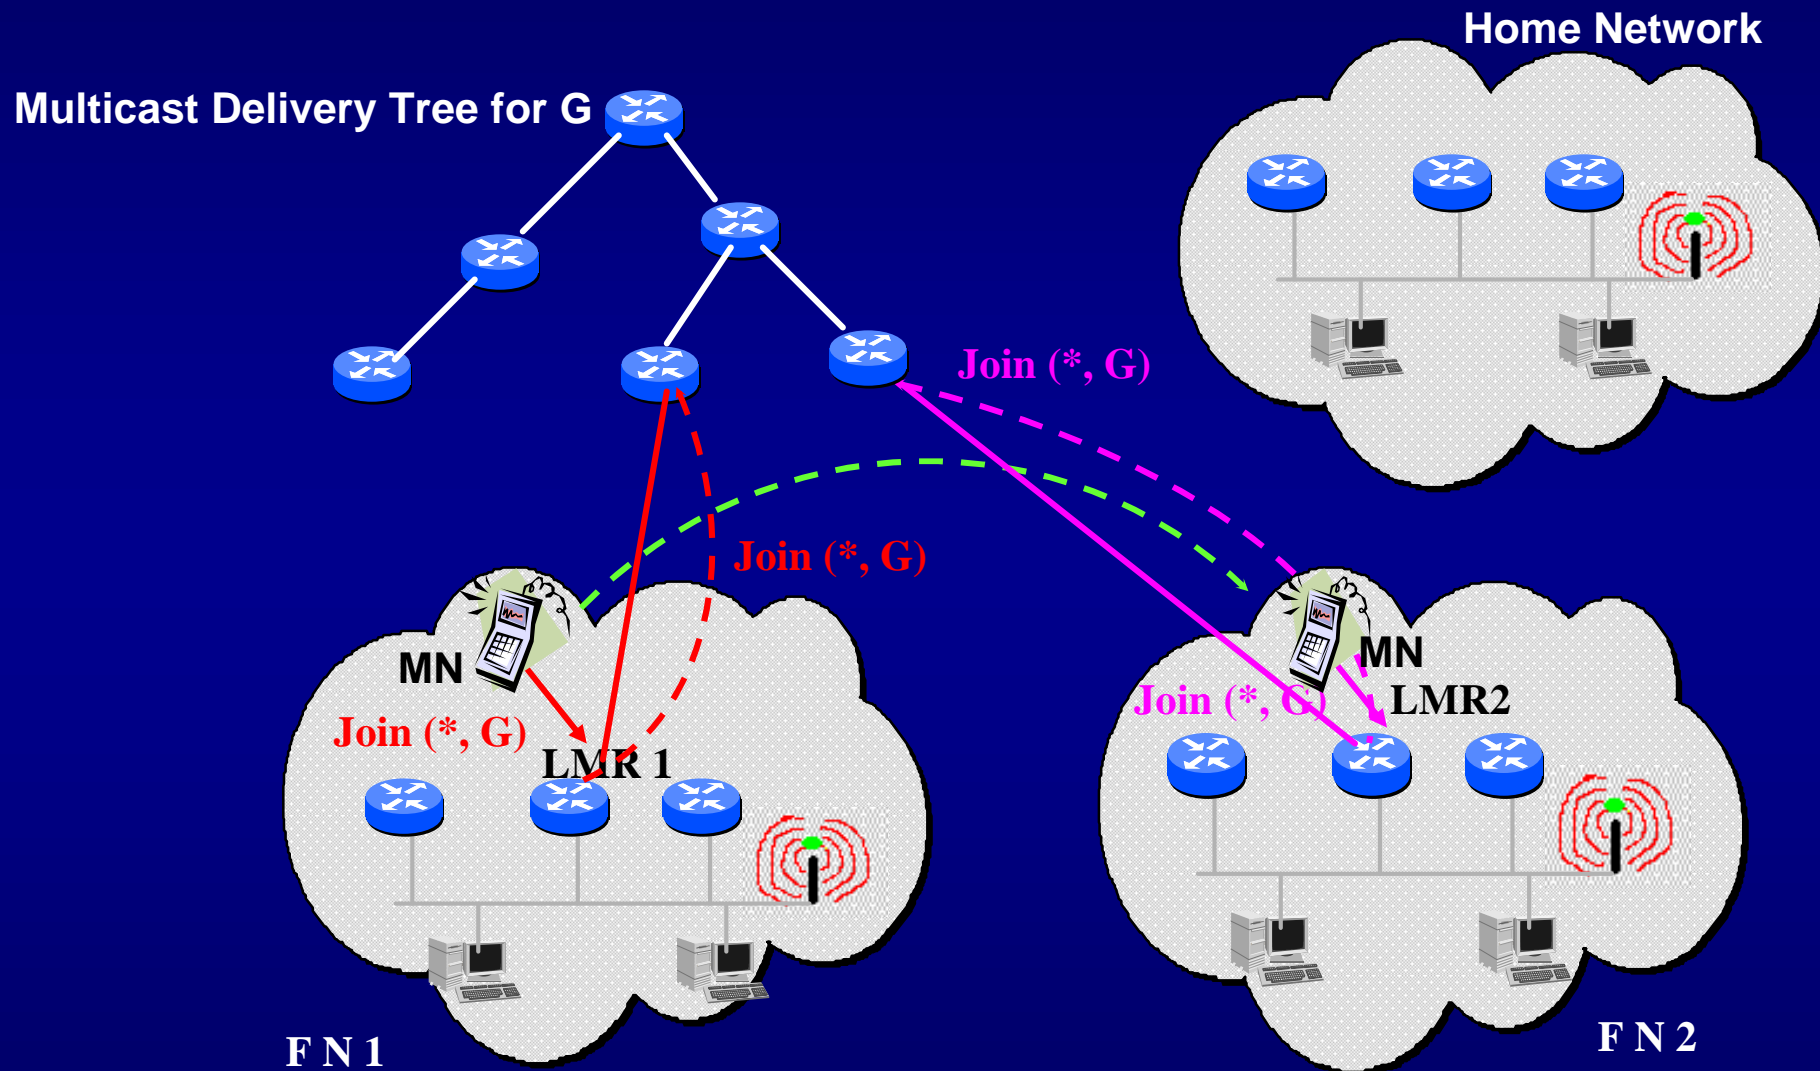 Home Network
Multicast Delivery Tree for G
Join (*, G)
Join (*, G)
MN
MN
Join (*, G)
LMR2
Join (*, G)
LMR 1
F N 1
F N 2